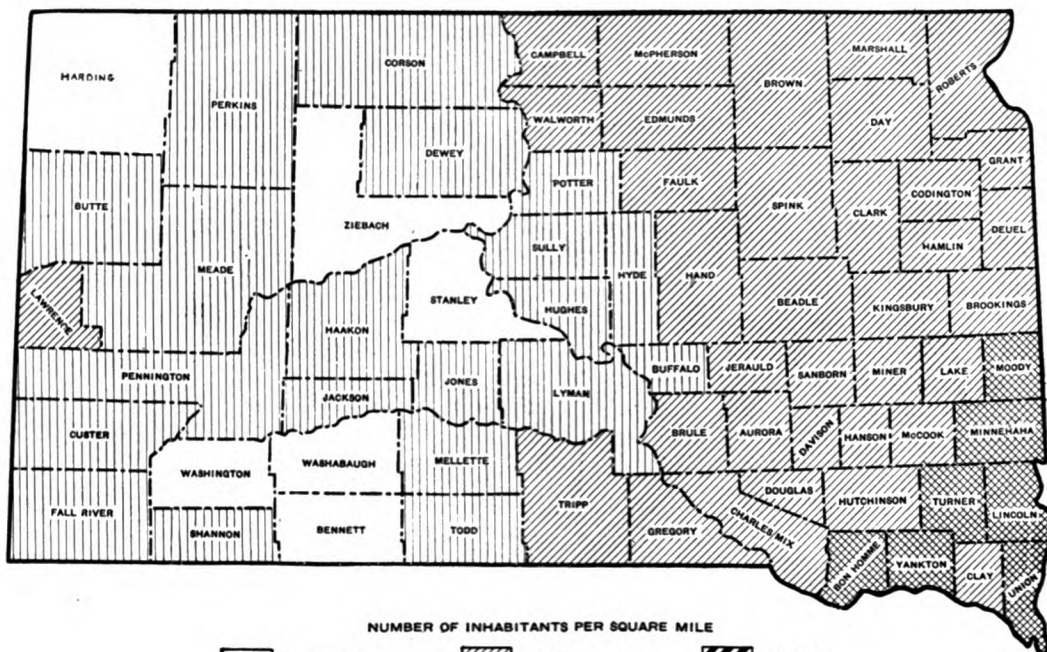 HARDING
PERKINS
CORSON
CAMPBELL
McPHERSON
BROWN
MARSHALL
ROBERTS
WALWORTH
EDMUNDS
DAY
DEWEY
GRANT
BUTTE
POTTER
FAULK
SPINK
CLARK
CODINGTON
ZIEBACH
HAMLIN
DEUEL
MEADE
SULLY
HYDE
HAND
LAWRENCE
STANLEY
HUGHES
BEADLE
KINGSBURY
BROOKINGS
HAAKON
PENNINGTON
JONES
LYMAN
BUFFALO
JERAULD
SANBORN
MINER
LAKE
MOODY
JACKSON
CUSTER
BRULE
AURORA
DAVISON
HANSON
McCOOK
MINNEHAHA
WASHINGTON
WASHABAUGH
MELLETTE
TRIPP
DOUGLAS
HUTCHINSON
TURNER
LINCOLN
FALL RIVER
SHANNON
BENNETT
TODD
GREGORY
CHARLES MIX
BON HOMME
YANKTON
CLAY
UNION
NUMBER OF INHABITANTS PER SQUARE MILE